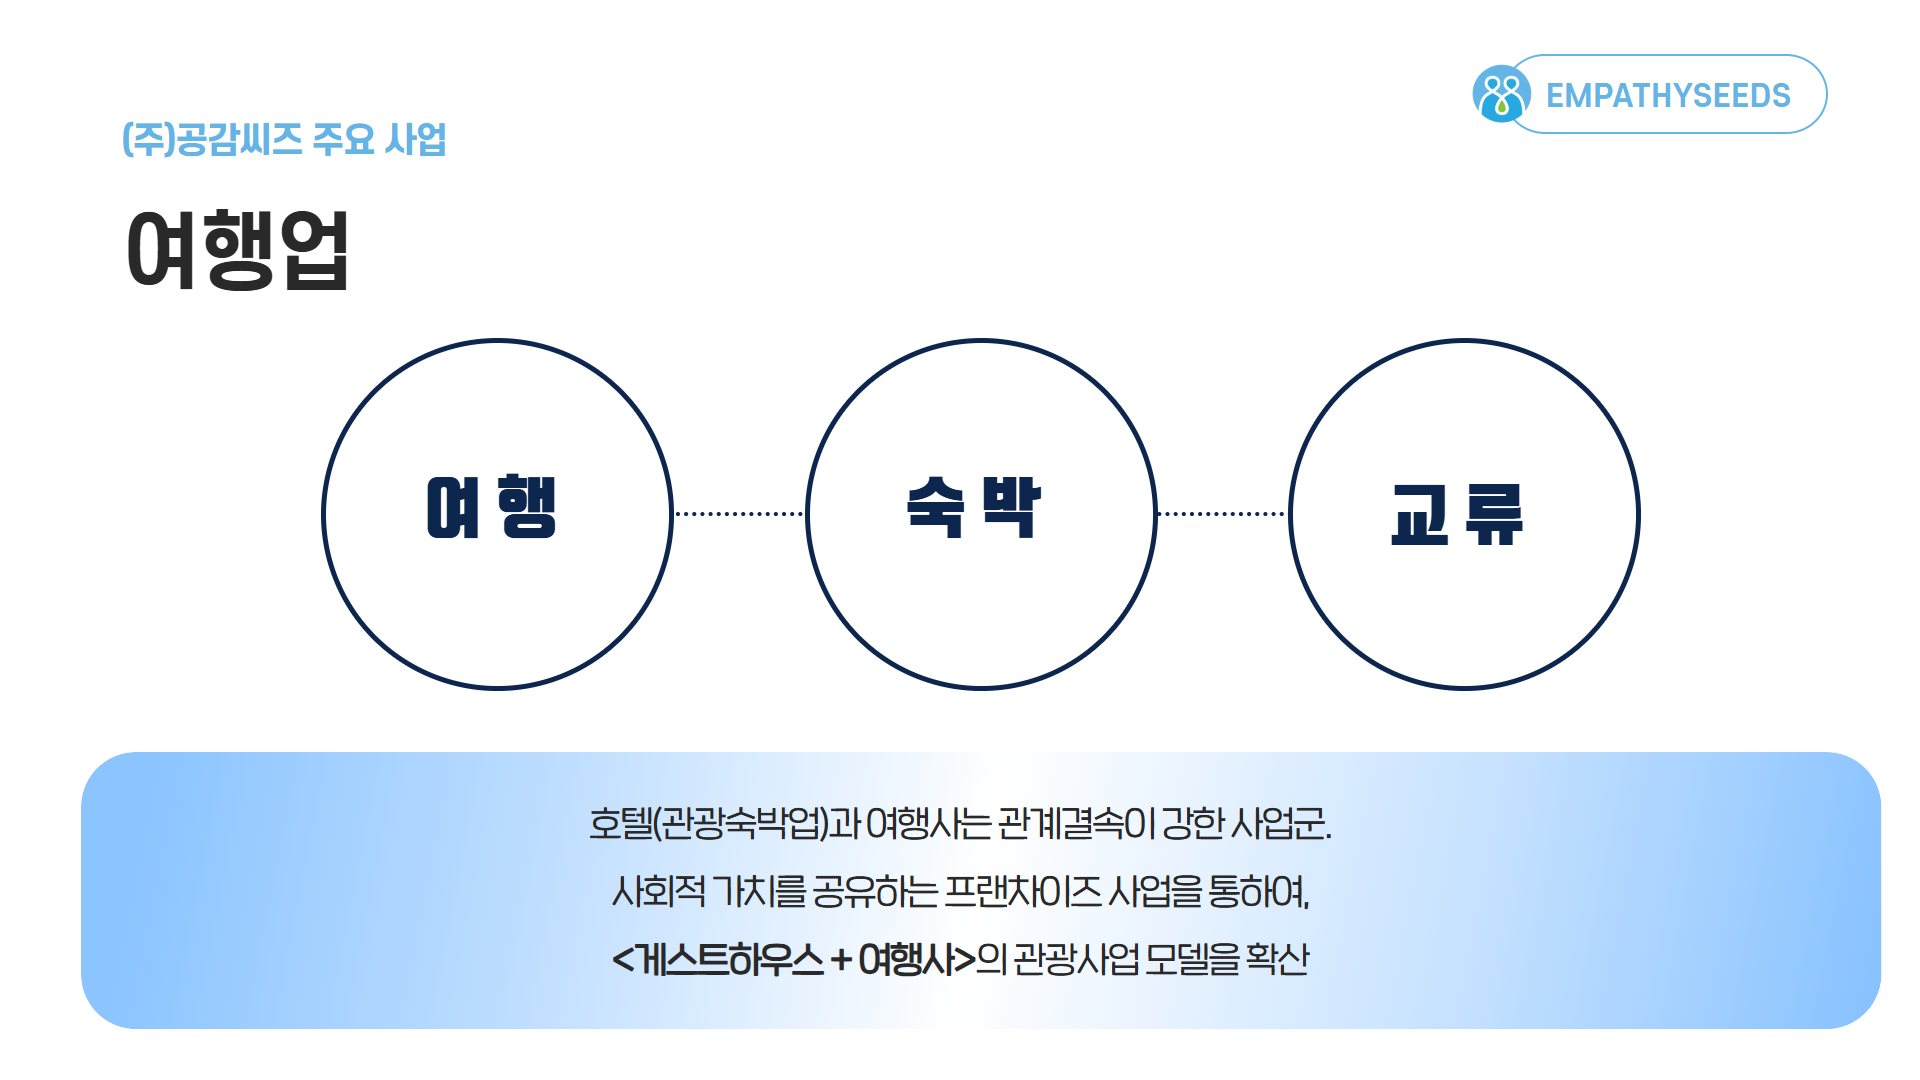 EMPATHYSEEDS
(주)공감씨즈 주요 사업
여행업
여행
숙박
교류
호텔(관광숙박업)과 여행사는 관계결속이 강한 사업군.
사회적 가치를 공유하는 프랜차이즈 사업을 통하여,
<게스트하우스 + 여행사>의 관광사업 모델을 확산